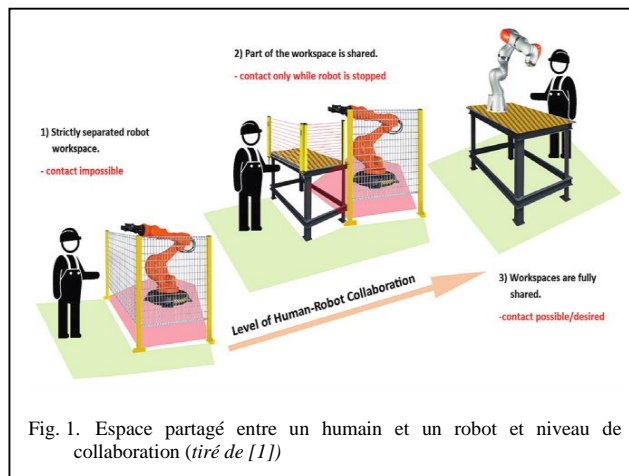 1) Strictly separated robot
workspace.
- contact impossible
2) Part of the workspace is shared.
- contact only while robot is stopped
3) Workspaces are fully
shared.
-contact possible/desired
Level of Human-Robot Collaboration
Fig. 1. Espace partagé entre un humain et un robot et niveau de
collaboration (tiré de [1])